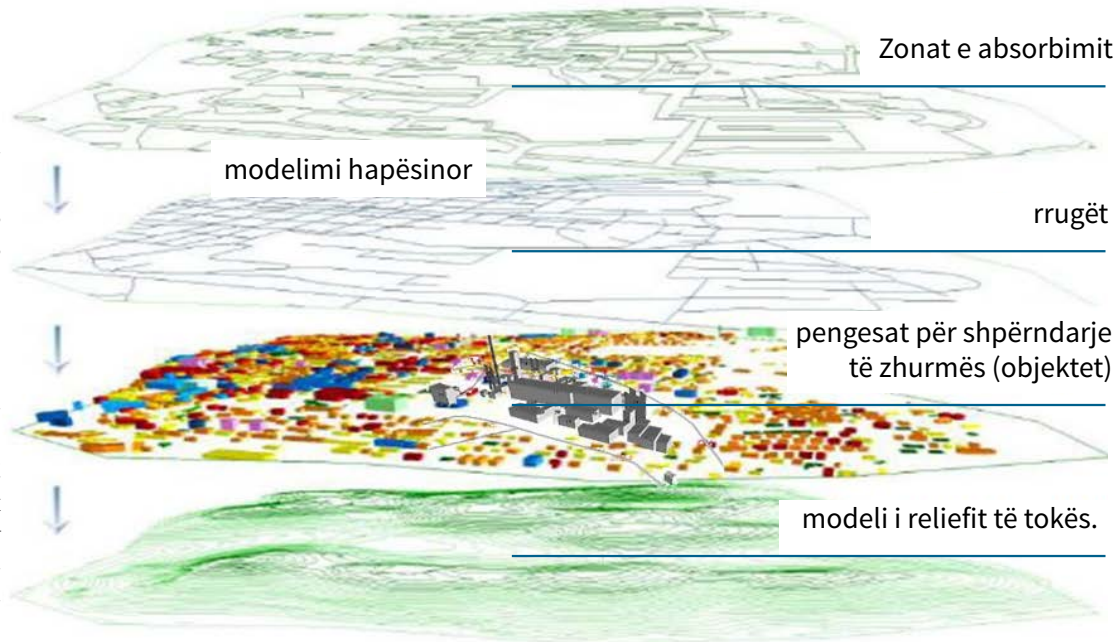 Zonat e absorbimit
modelimi hapësinor
rrugët
pengesat për shpërndarje
të zhurmës (objektet)
modeli i reliefit të tokës.